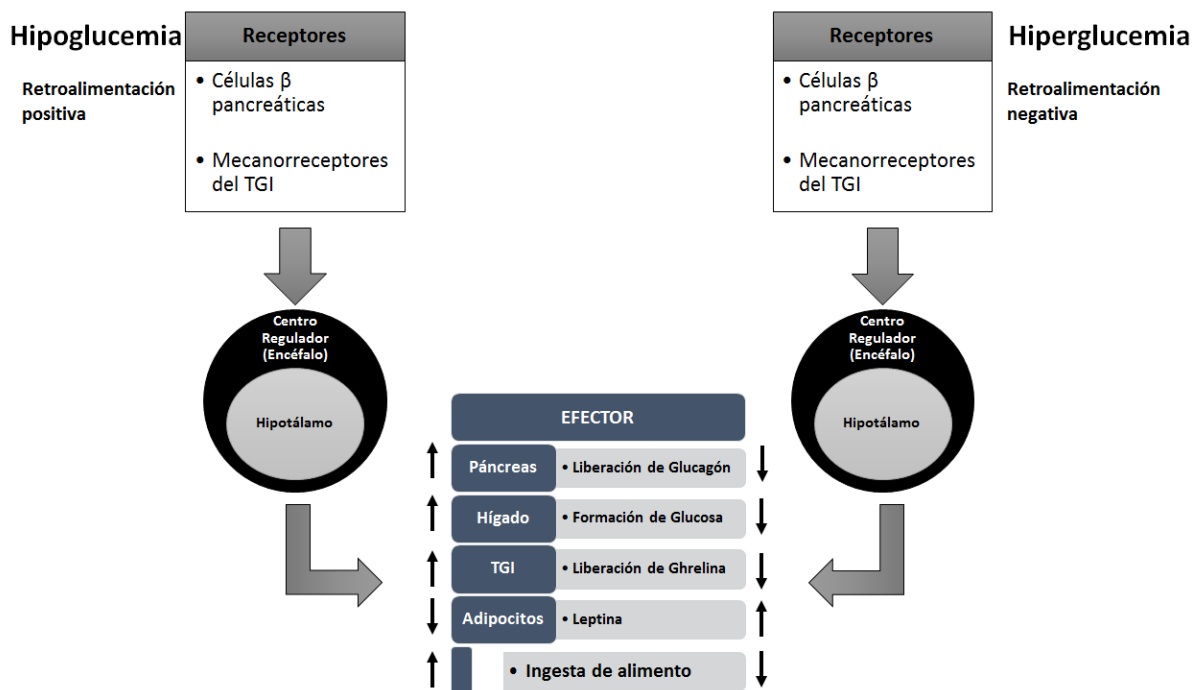 Hipoglucemia
Retroalimentación
positiva
Receptores
• Células β
pancreáticas
• Mecanorreceptores
del TGI
Centro
Regulador
(Encéfalo)
Hipotálamo
Receptores
• Células β
pancreáticas
• Mecanorreceptores
del TGI
Hiperglucemia
Retroalimentación
negativa
Centro
Regulador
(Encéfalo)
Hipotálamo
EFECTOR
Páncreas • Liberación de Glucagón
Hígado • Formación de Glucosa
TGI • Liberación de Ghrelina
Adipocitos • Leptina
• Ingesta de alimento